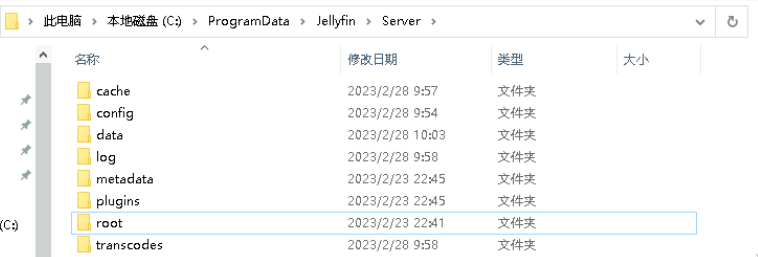 此电脑 > 本地磁盘 (C:) > ProgramData > Jellyfin > Server >
名称 修改日期 类型 大小
cache 2023/2/28 9:57 文件夹
config 2023/2/28 9:54 文件夹
data 2023/2/28 10:03 文件夹
log 2023/2/28 9:58 文件夹
metadata 2023/2/23 22:45 文件夹
plugins 2023/2/23 22:45 文件夹
(C:) root 2023/2/23 22:41 文件夹
transcodes 2023/2/28 9:58 文件夹